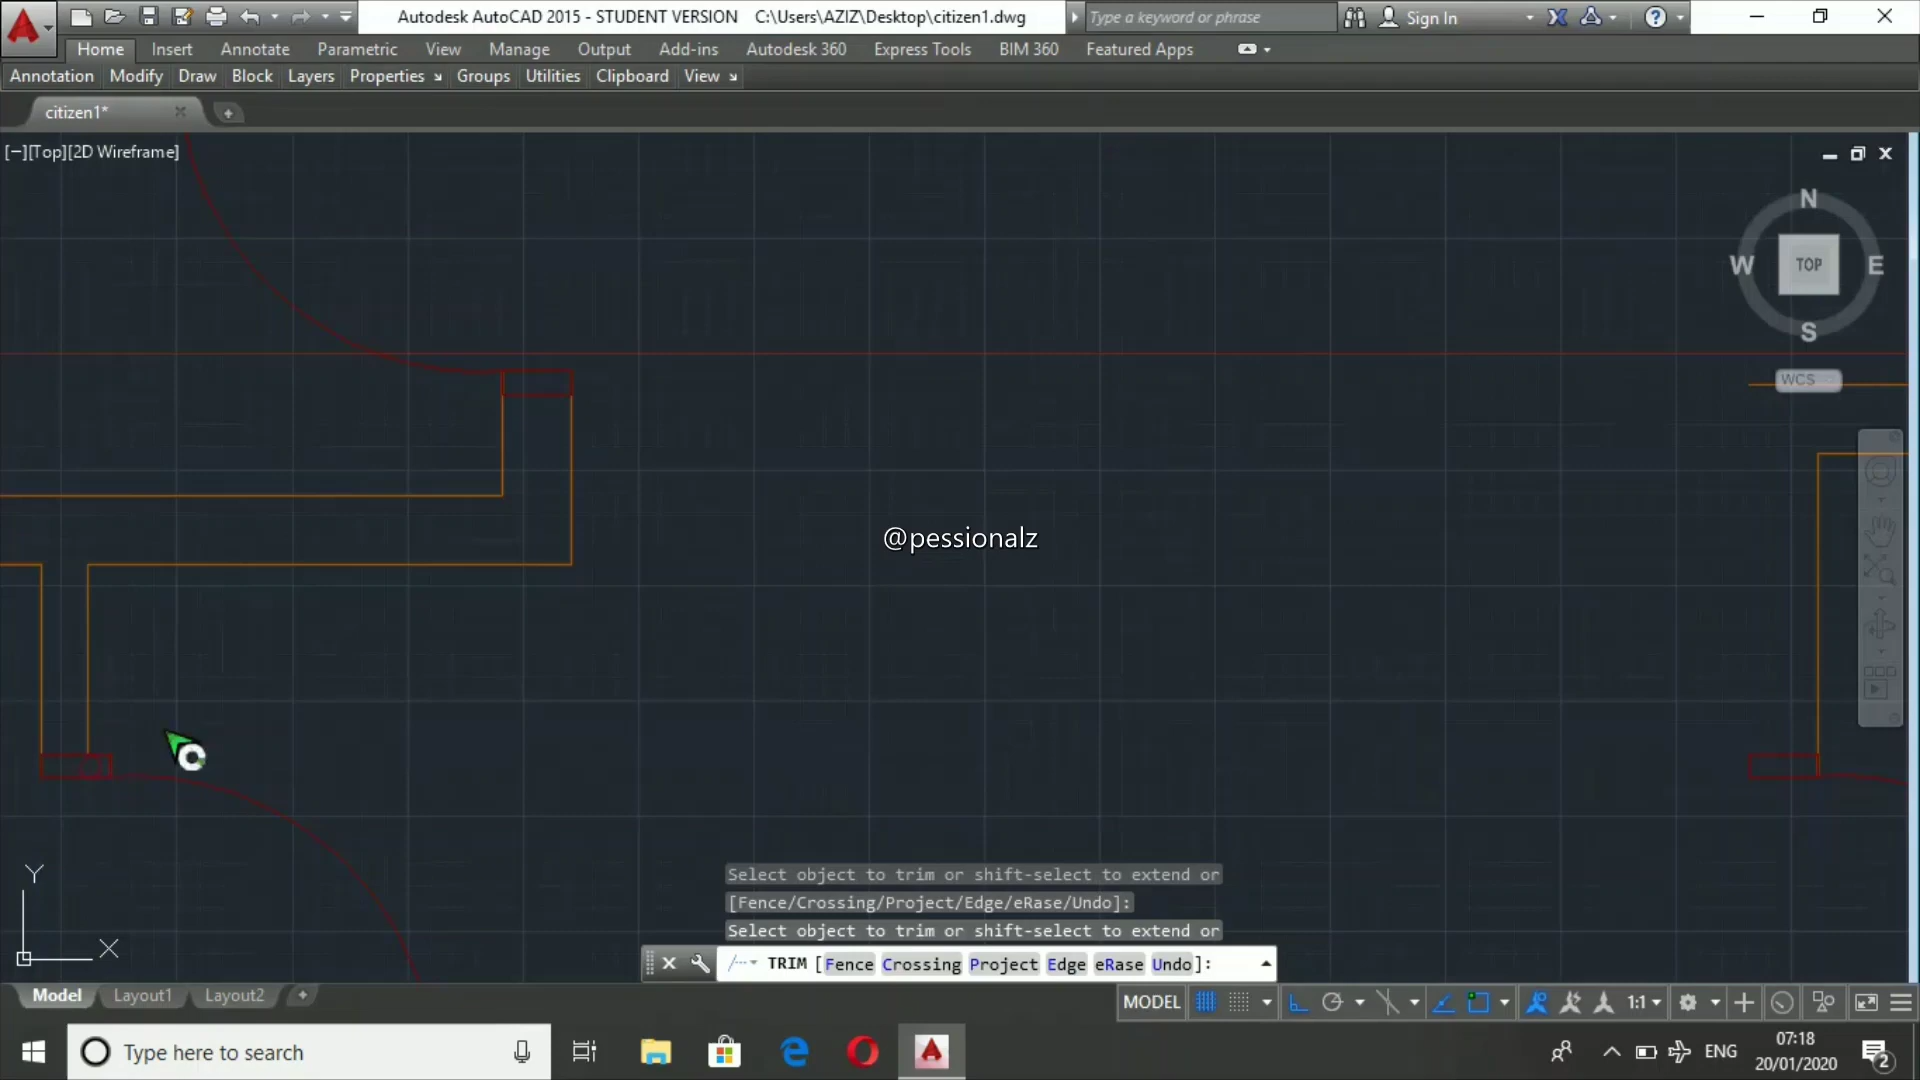 Autodesk AutoCAD 2015 - STUDENT VERSION    C:\Users\AZIZ\Desktop\citizen1.dwg
Type a keyword or phrase
Sign In
Home Insert Annotate Parametric View Manage Output Add-ins Autodesk 360 Express Tools BIM 360 Featured Apps
Annotation Modify Draw Block Layers Properties Groups Utilities Clipboard View
citizen1*
[−][Top][2D Wireframe]
N
W TOP E
S
WCS
@pessionalz
Y
X
Select object to trim or shift-select to extend or
[Fence/Crossing/Project/Edge/eRase/Undo]:
Select object to trim or shift-select to extend or
TRIM [Fence Crossing Project Edge eRase Undo]:
Model Layout1 Layout2
MODEL 1:1
Type here to search
ENG
07:18
20/01/2020
2